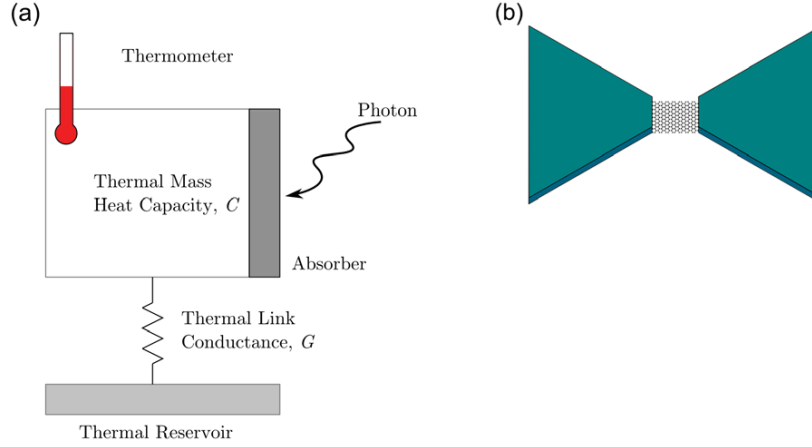 (a)
Thermometer
Photon
Thermal Mass
Heat Capacity, C
Absorber
Thermal Link
Conductance, G
Thermal Reservoir
(b)